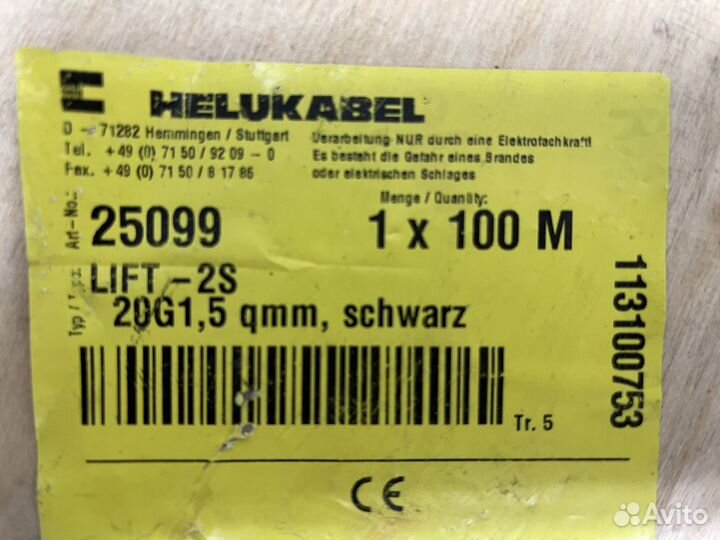 HELUKABEL
D - 71282 Hemmingen / Stuttgart
Tel. + 49 (0) 71 50 / 92 09 - 0
Fax. + 49 (0) 71 50 / 8 17 86
Verarbeitung NUR durch eine Elektrofachkraft!
Es besteht die Gefahr eines Brandes
oder elektrischen Schlages
Art-No.: 25099
Menge / Quantity:
1 x 100 M
Typ / Type: LIFT - 2S
20G1,5 qmm, schwarz
Tr. 5
113100753
CE
Avito